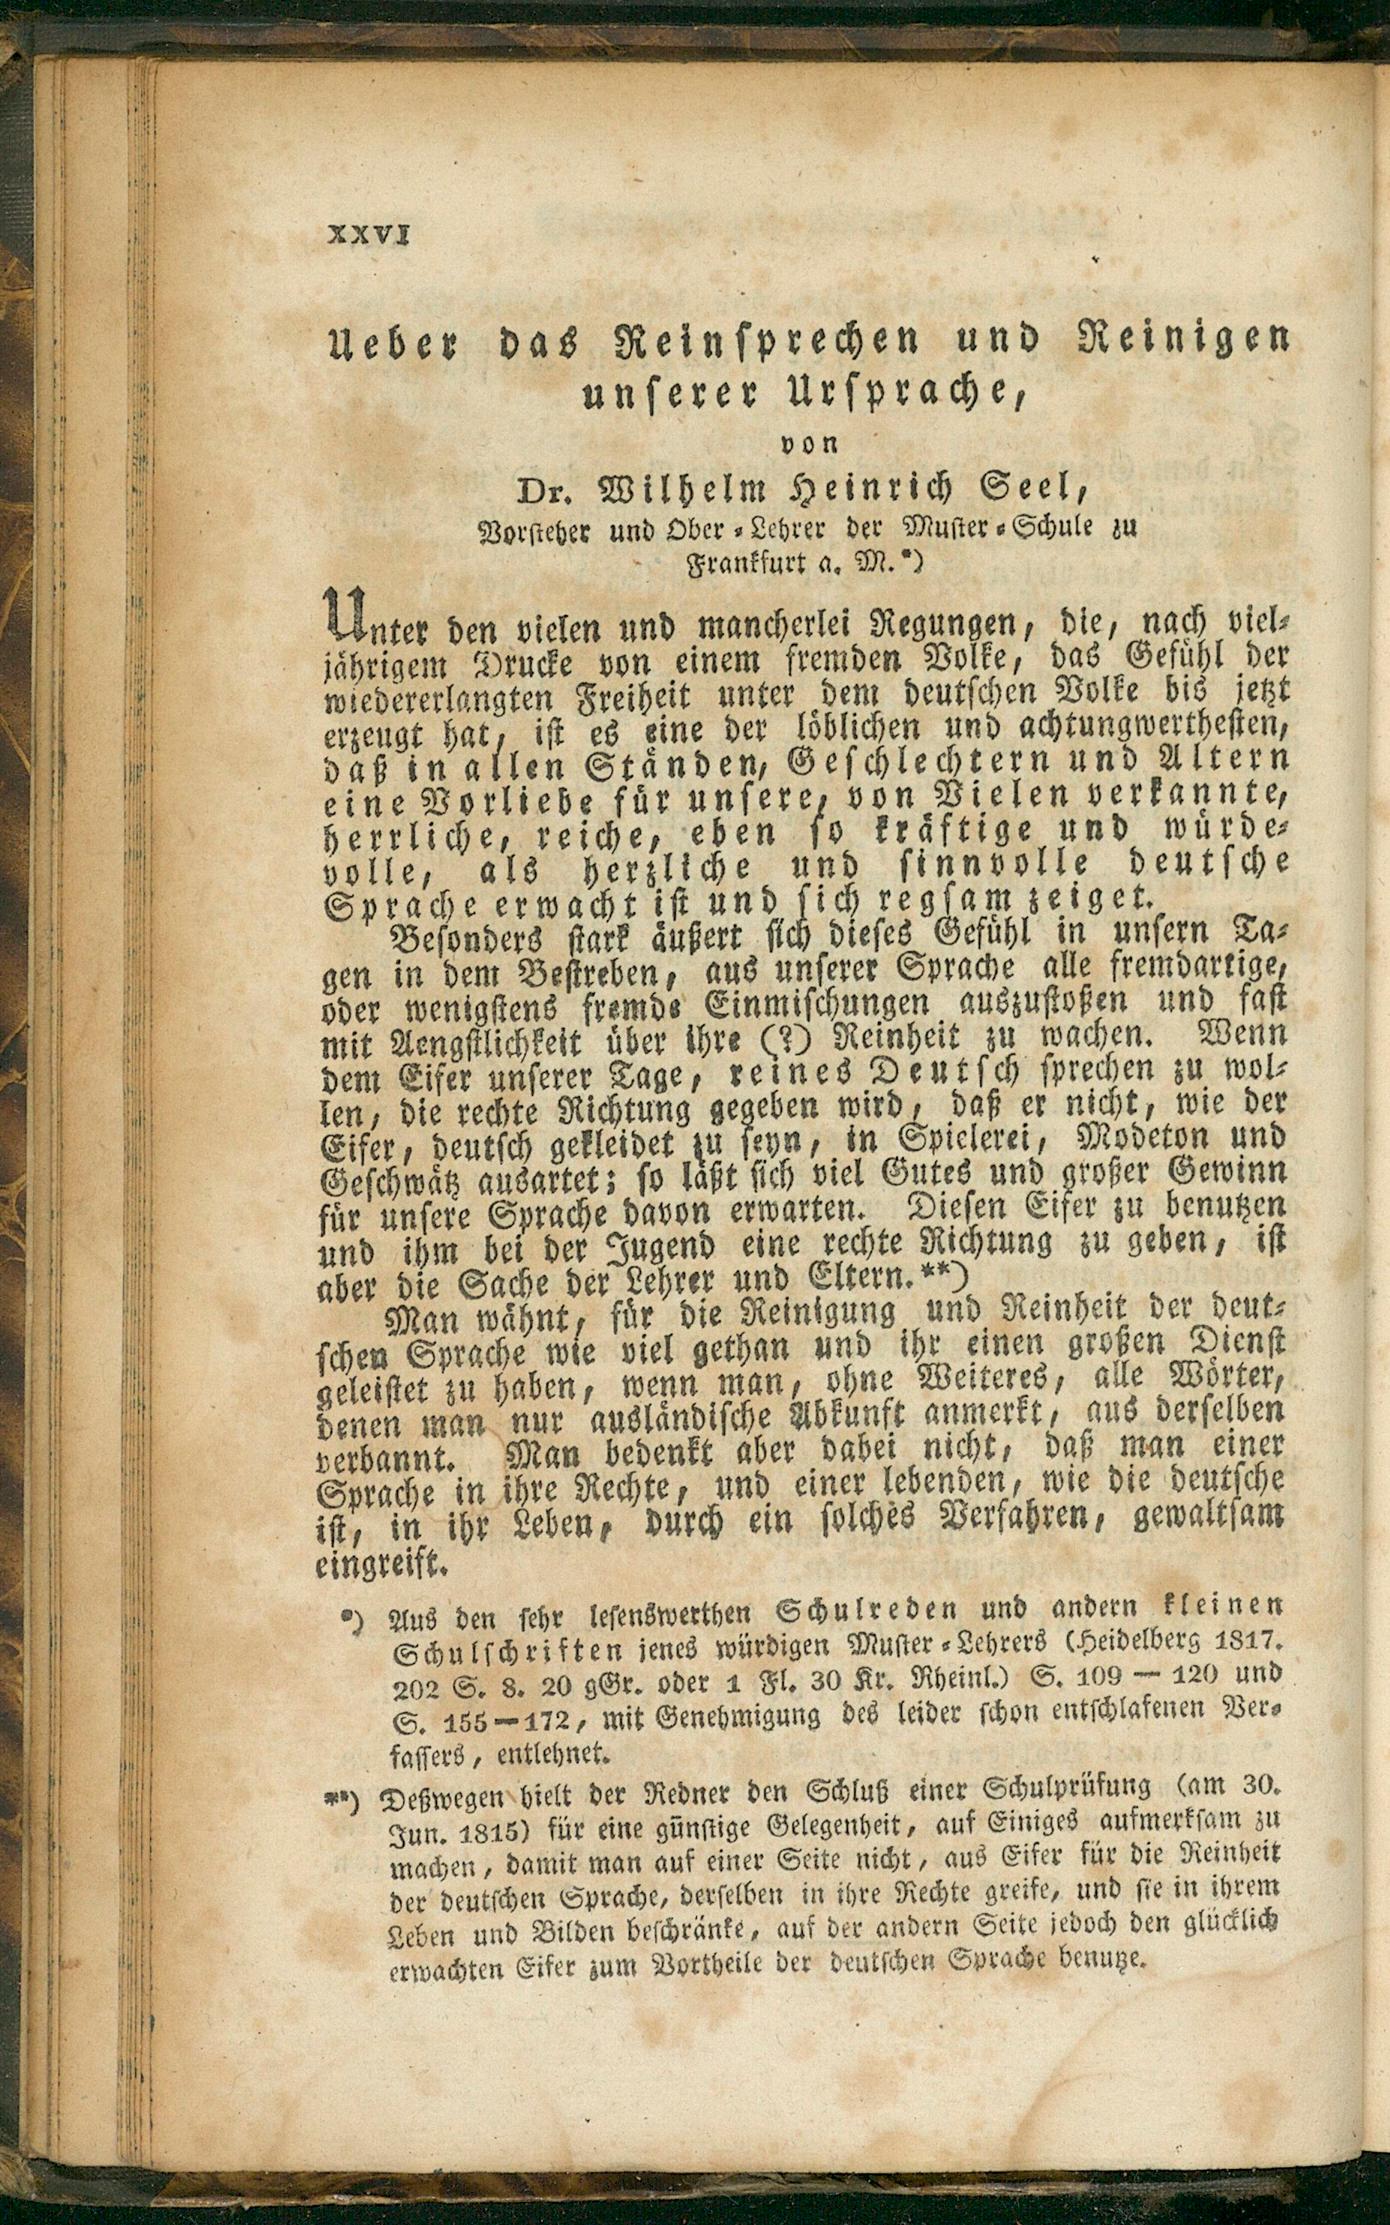 XXVI
Ueber das Reinsprechen und Reinigen
unserer Ursprache,
von
Dr. Wilhelm Heinrich Seel,
Vorsteher und Ober-Lehrer der Muster-Schule zu
Frankfurt a. M.*)
Unter den vielen und mancherlei Regungen, die, nach viel-
jährigem Drucke von einem fremden Volke, das Gefühl der
wiedererlangten Freiheit unter dem deutschen Volke bis jetzt
erzeugt hat, ist es eine der löblichen und achtungwerthesten,
daß in allen Ständen, Geschlechtern und Altern
eine Vorliebe für unsere, von Vielen verkannte,
herrliche, reiche, eben so kräftige und würde-
volle, als herzliche und sinnvolle deutsche
Sprache erwacht ist und sich regsam zeiget.
Besonders stark äußert sich dieses Gefühl in unsern Ta-
gen in dem Bestreben, aus unserer Sprache alle fremdartige,
oder wenigstens fremde Einmischungen auszustoßen und fast
mit Aengstlichkeit über ihre (?) Reinheit zu wachen. Wenn
dem Eifer unserer Tage, reines Deutsch sprechen zu wol-
len, die rechte Richtung gegeben wird, daß er nicht, wie der
Eifer, deutsch gekleidet zu seyn, in Spielerei, Modeton und
Geschwätz ausartet; so läßt sich viel Gutes und großer Gewinn
für unsere Sprache davon erwarten. Diesen Eifer zu benutzen
und ihm bei der Jugend eine rechte Richtung zu geben, ist
aber die Sache der Lehrer und Eltern.**)
Man wähnt, für die Reinigung und Reinheit der deut-
schen Sprache wie viel gethan und ihr einen großen Dienst
geleistet zu haben, wenn man, ohne Weiteres, alle Wörter,
denen man nur ausländische Abkunft anmerkt, aus derselben
verbannt. Man bedenkt aber dabei nicht, daß man einer
Sprache in ihre Rechte, und einer lebenden, wie die deutsche
ist, in ihr Leben, durch ein solches Verfahren, gewaltsam
eingreift.
*) Aus den sehr lesenswerthen Schulreden und andern kleinen
Schulschriften jenes würdigen Muster-Lehrers (Heidelberg 1817.
202 S. 8. 20 gGr. oder 1 Fl. 30 Kr. Rheinl.) S. 109 — 120 und
S. 155—172, mit Genehmigung des leider schon entschlafenen Ver-
fassers, entlehnet.
**) Deßwegen hielt der Redner den Schluß einer Schulprüfung (am 30.
Jun. 1815) für eine günstige Gelegenheit, auf Einiges aufmerksam zu
machen, damit man auf einer Seite nicht, aus Eifer für die Reinheit
der deutschen Sprache, derselben in ihre Rechte greife, und sie in ihrem
Leben und Bilden beschränke, auf der andern Seite jedoch den glücklich
erwachten Eifer zum Vortheile der deutschen Sprache benutze.